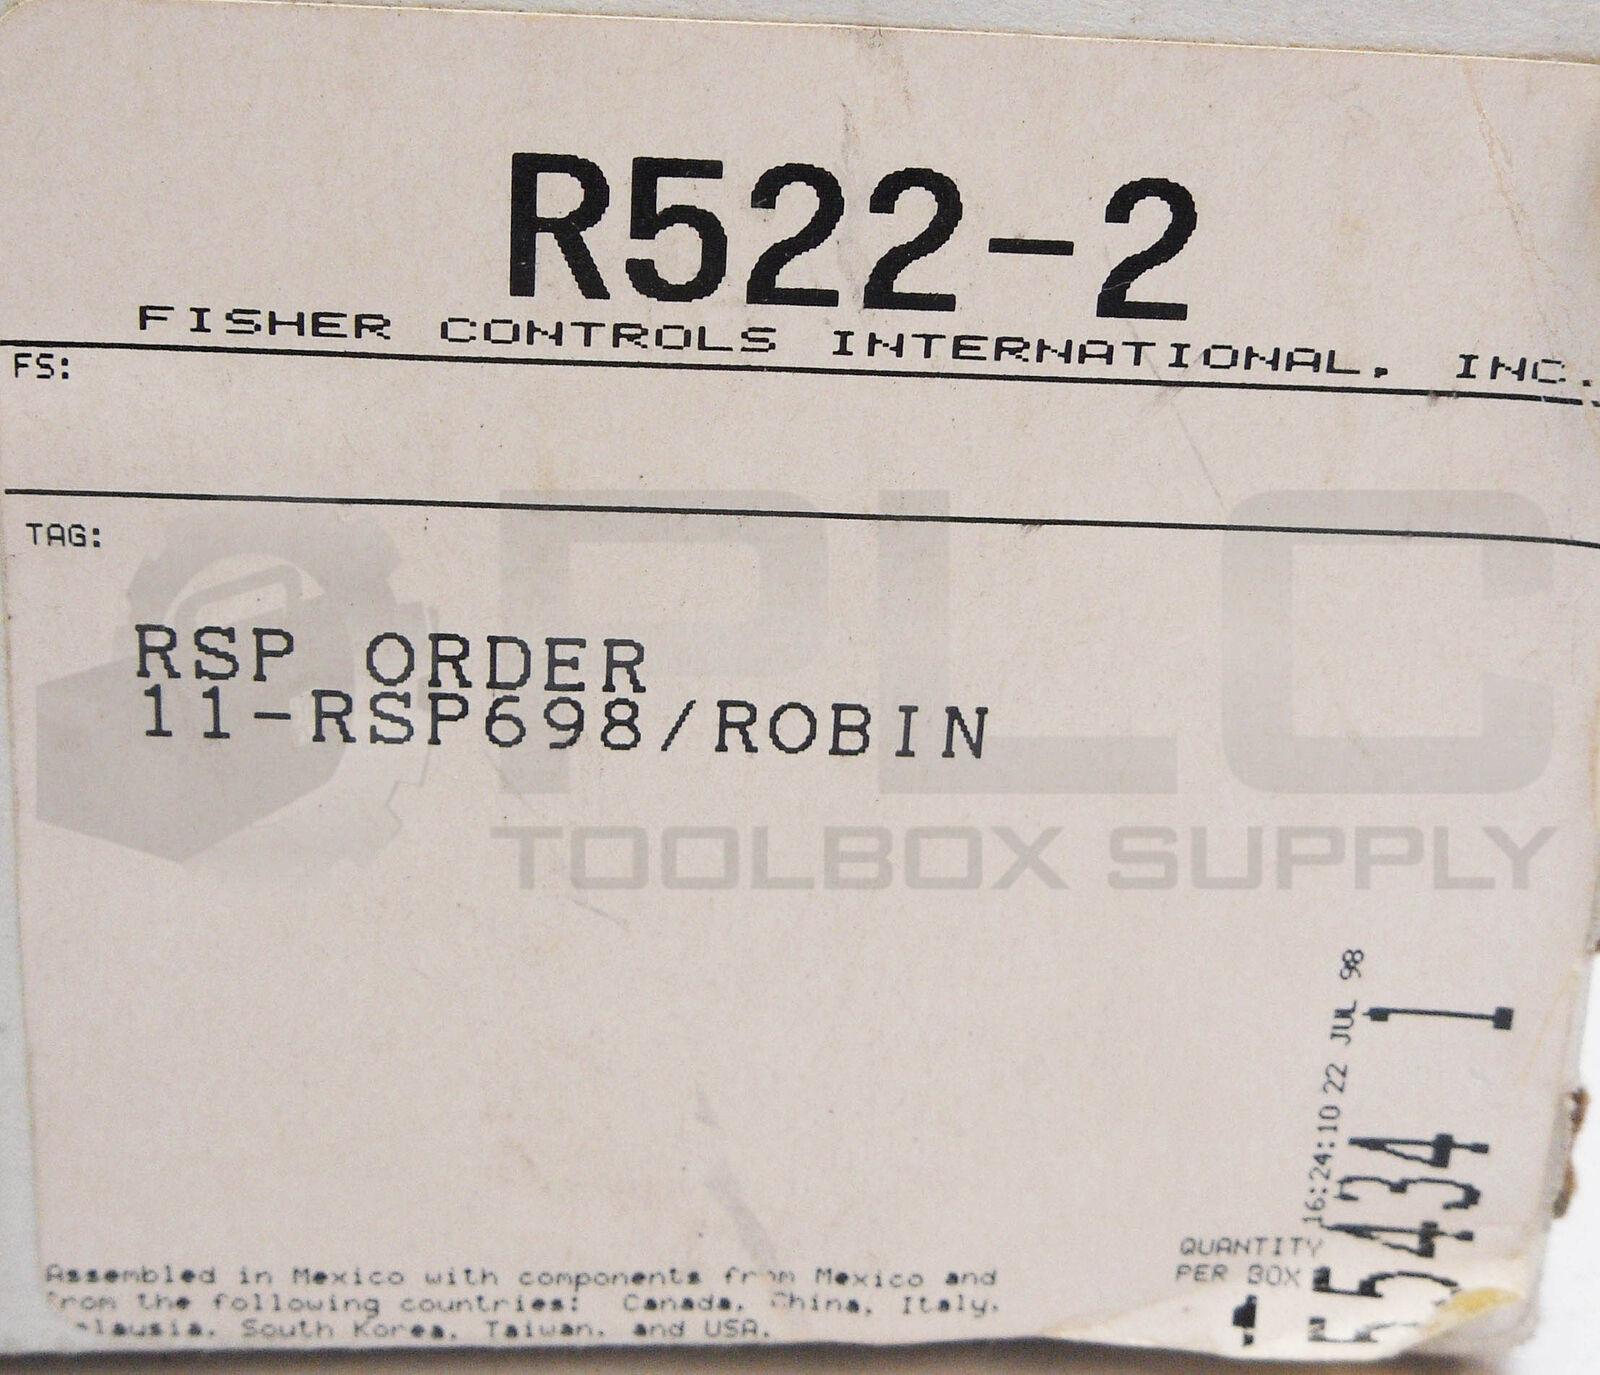 R522-2
FISHER CONTROLS INTERNATIONAL, INC.
FS:
TAG:
RSP ORDER
11-RSP698/ROBIN
PLC
TOOLBOX SUPPLY
16:24:10 22 JUL 98
5434 1
QUANTITY
PER BOX
1
Assembled in Mexico with components from Mexico and
from the following countries: Canada, China, Italy,
South Korea, Taiwan, and USA.